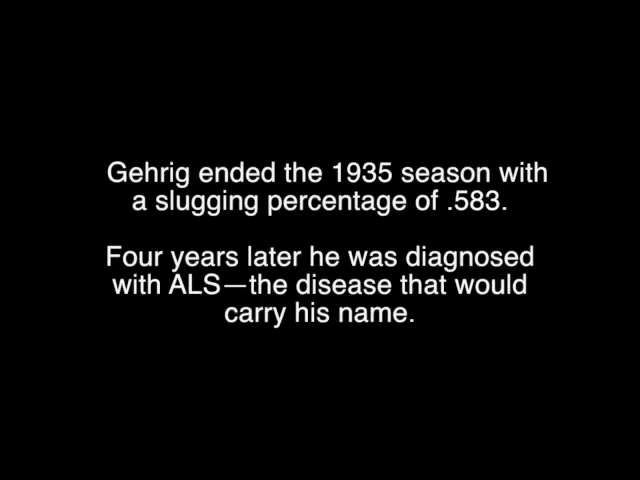 Gehrig ended the 1935 season with
a slugging percentage of .583.
Four years later he was diagnosed
with ALS—the disease that would
carry his name.